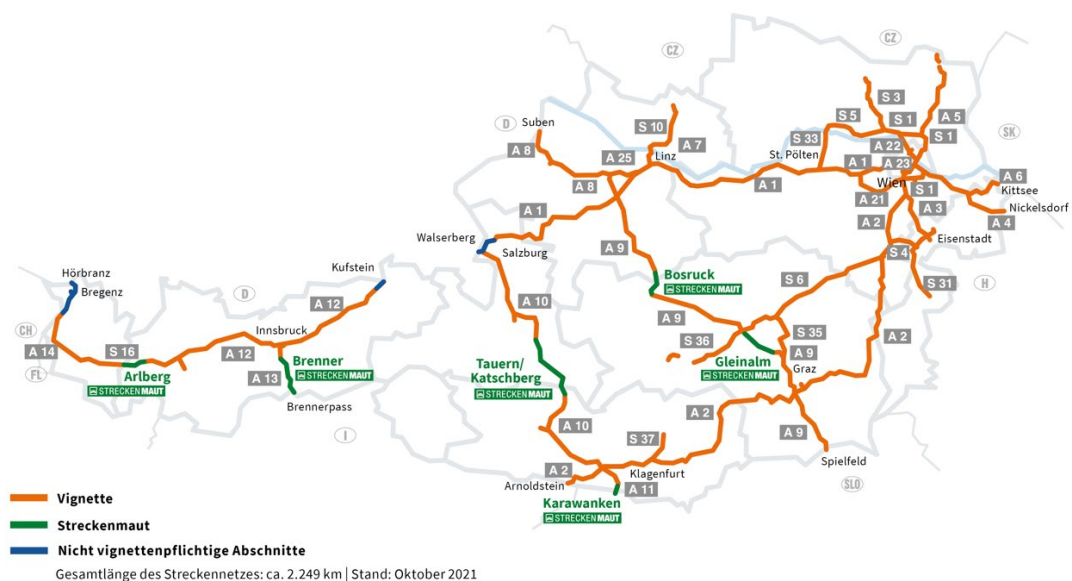 CZ
CZ
D
Suben
A 8
S 10
A 7
A 25
Linz
A 8
A 1
St. Pölten
S 33
S 5
S 3
S 1
A 5
S 1
A 22
A 23
A 1
Wien
A 21
S 1
A 3
A 2
SK
A 6
Kittsee
Nickelsdorf
A 4
Eisenstadt
S 4
S 31
H
A 1
Walserberg
Salzburg
A 9
Bosruck
STRECKENMAUT
S 6
A 10
A 9
S 36
S 35
A 2
Gleinalm
STRECKENMAUT
A 9
Graz
Hörbranz
Bregenz
D
Kufstein
A 12
CH
A 14
FL
S 16
Arlberg
STRECKENMAUT
A 12
Innsbruck
Brenner
STRECKENMAUT
A 13
Brennerpass
I
Tauern/
Katschberg
STRECKENMAUT
A 10
A 2
S 37
A 2
Arnoldstein
Klagenfurt
A 11
Karawanken
STRECKENMAUT
A 9
Spielfeld
SLO
Vignette
Streckenmaut
Nicht vignettenpflichtige Abschnitte
Gesamtlänge des Streckennetzes: ca. 2.249 km | Stand: Oktober 2021